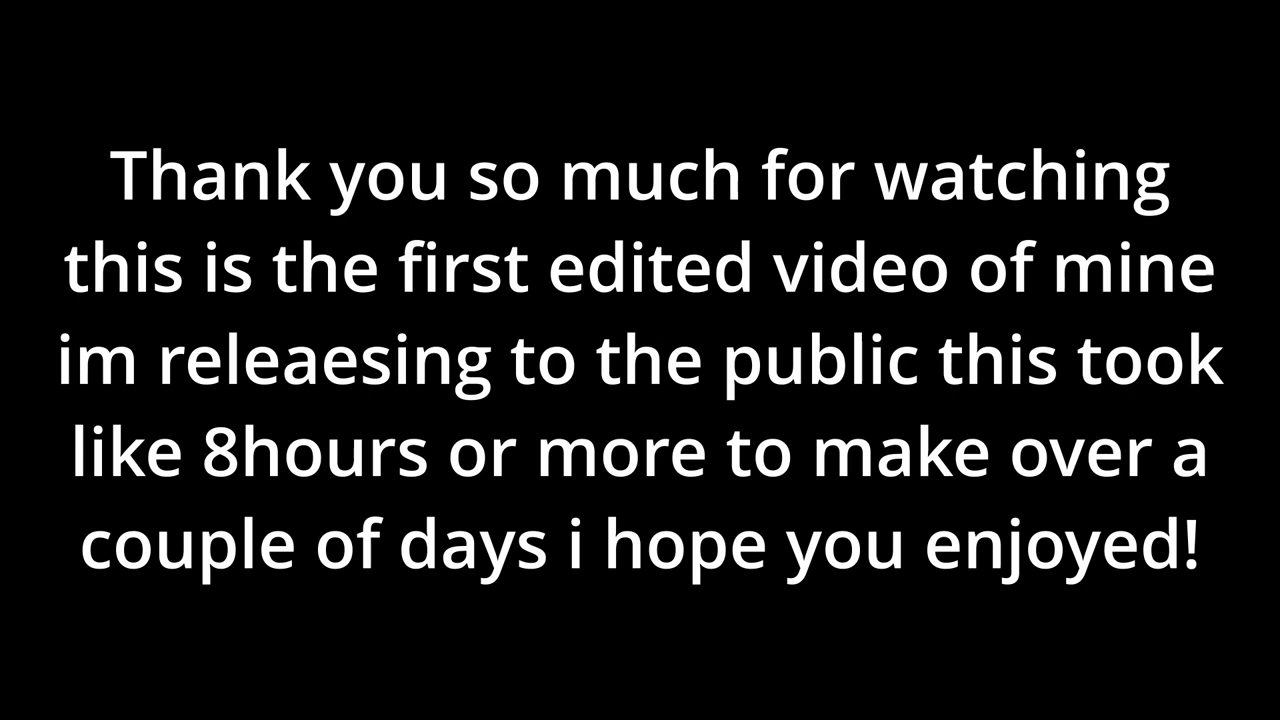 Thank you so much for watching
this is the first edited video of mine
im releaesing to the public this took
like 8hours or more to make over a
couple of days i hope you enjoyed!